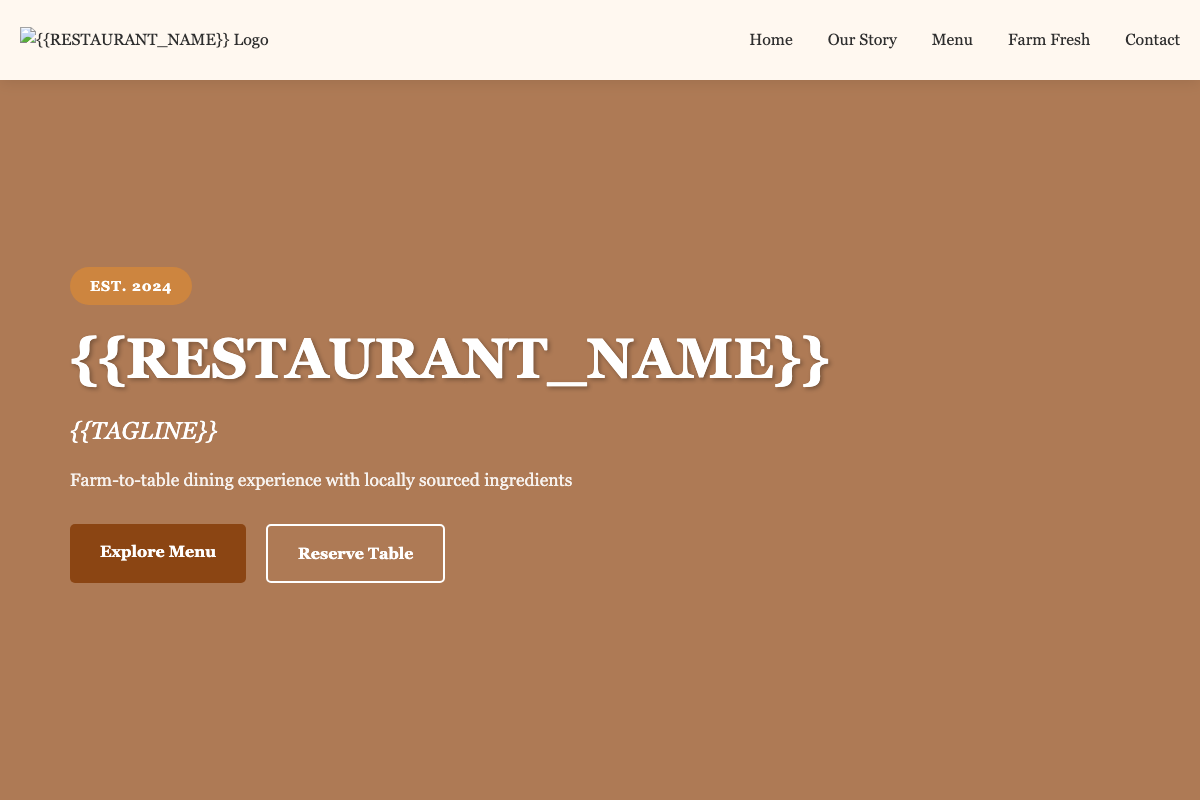 {{RESTAURANT_NAME}} Logo
Home Our Story Menu Farm Fresh Contact
EST. 2024
{{RESTAURANT_NAME}}
{{TAGLINE}}
Farm-to-table dining experience with locally sourced ingredients
Explore Menu Reserve Table